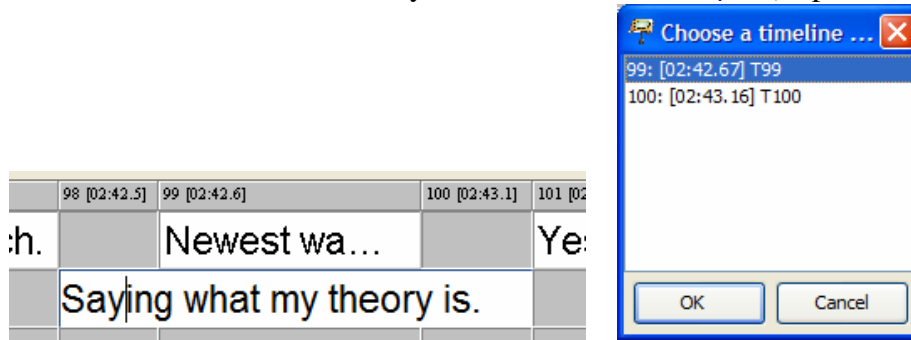 Choose a timeline ...
99: [02:42.67] T99
100: [02:43.16] T100
OK Cancel
98 [02:42.5] 99 [02:42.6] 100 [02:43.1] 101 [02
ch. Newest wa... Yes
Saying what my theory is.